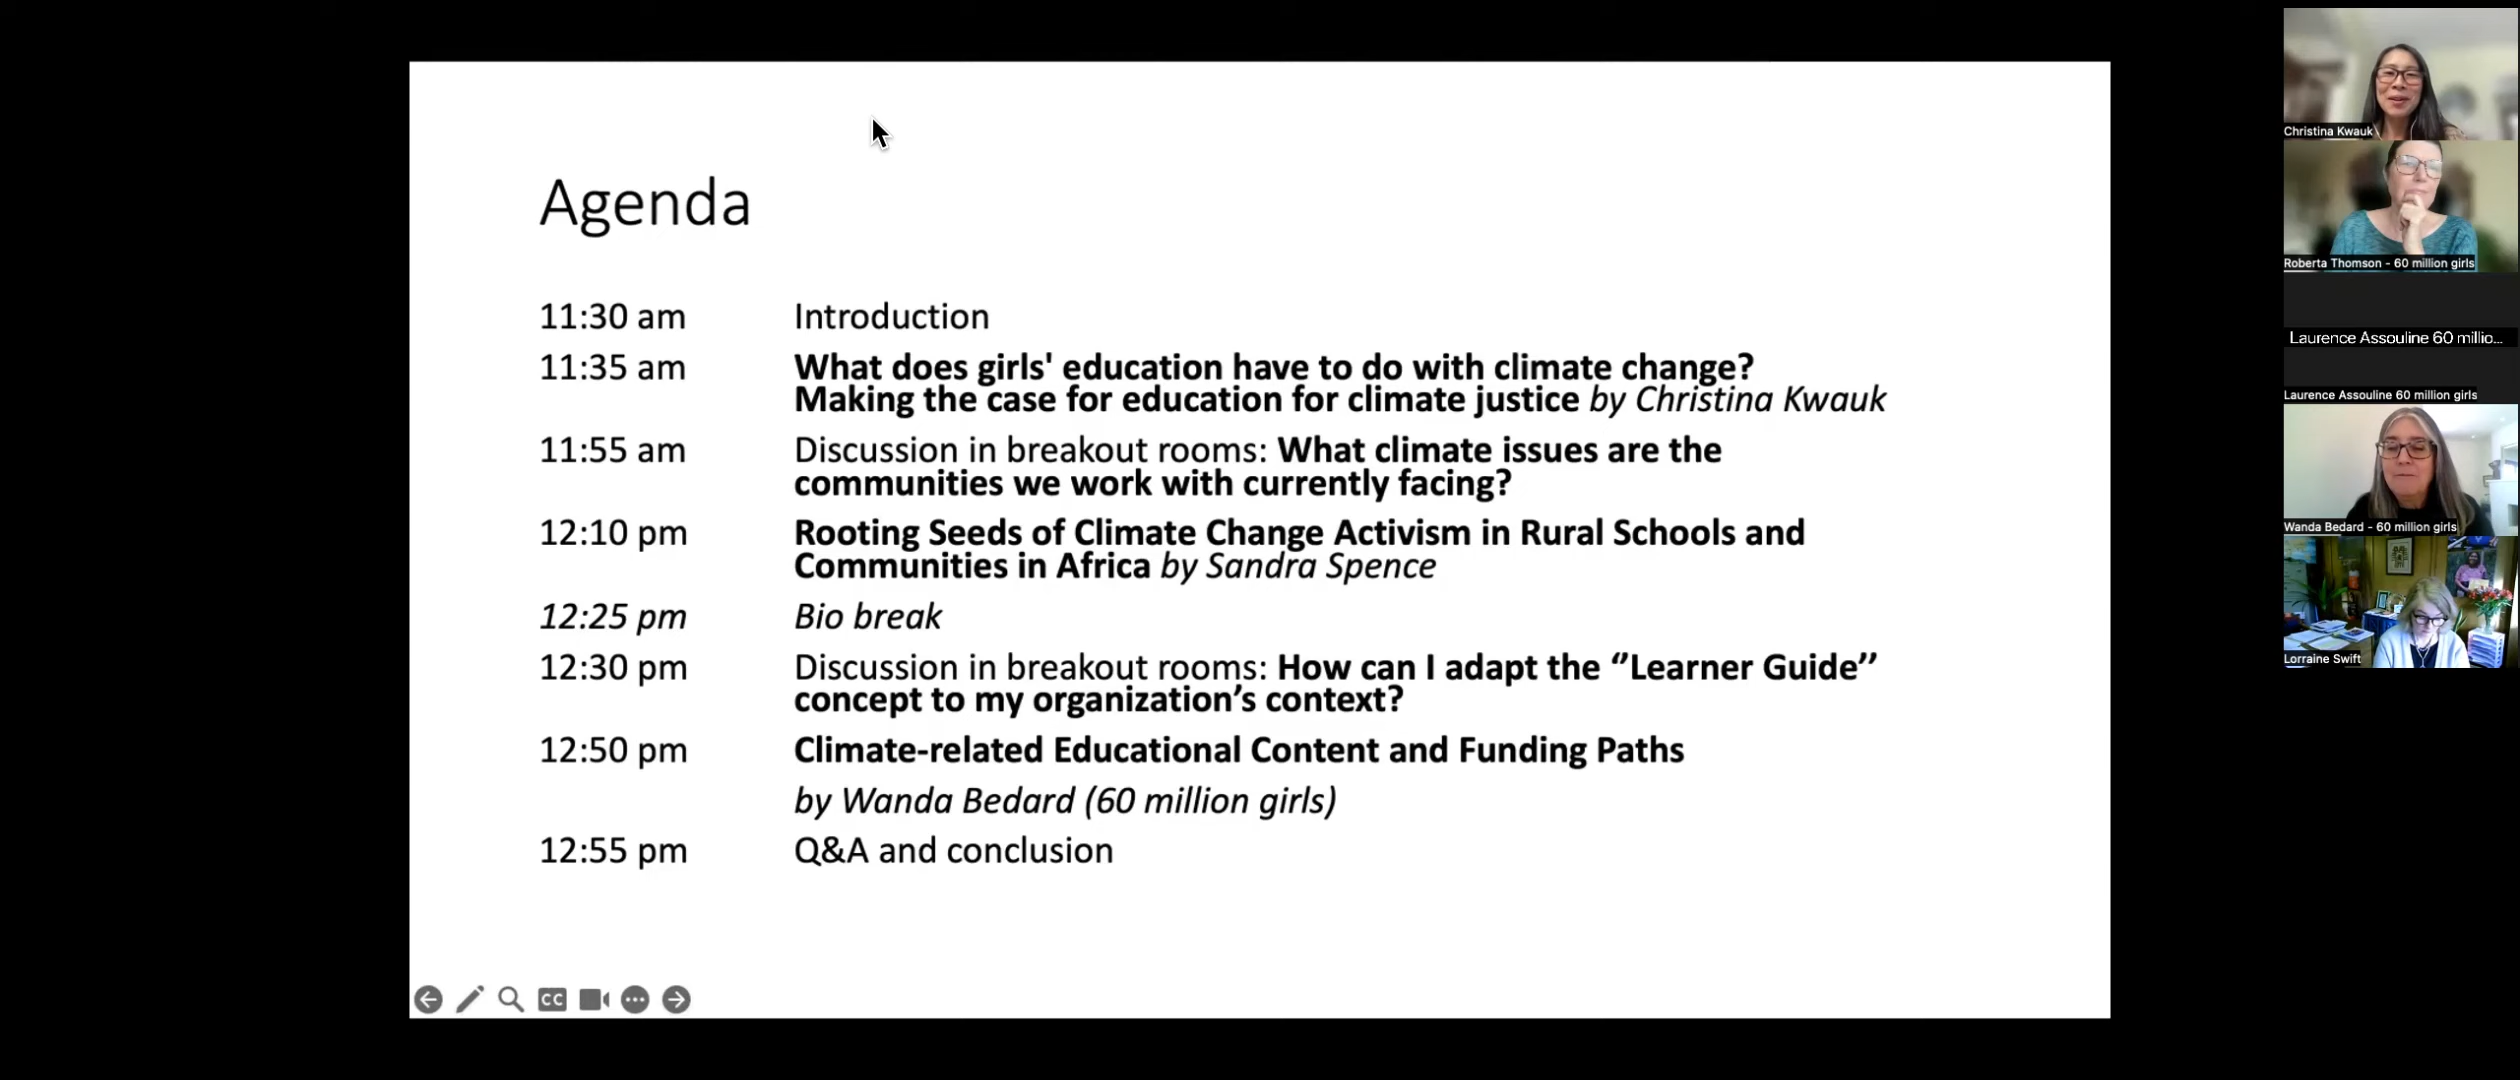 Agenda
11:30 am Introduction
11:35 am What does girls' education have to do with climate change?
Making the case for education for climate justice by Christina Kwauk
11:55 am Discussion in breakout rooms: What climate issues are the
communities we work with currently facing?
12:10 pm Rooting Seeds of Climate Change Activism in Rural Schools and
Communities in Africa by Sandra Spence
12:25 pm Bio break
12:30 pm Discussion in breakout rooms: How can I adapt the “Learner Guide’’
concept to my organization’s context?
12:50 pm Climate-related Educational Content and Funding Paths
by Wanda Bedard (60 million girls)
12:55 pm Q&A and conclusion
CC
Christina Kwauk
Roberta Thomson - 60 million girls
Laurence Assouline 60 millio...
Laurence Assouline 60 million girls
Wanda Bedard - 60 million girls
Lorraine Swift